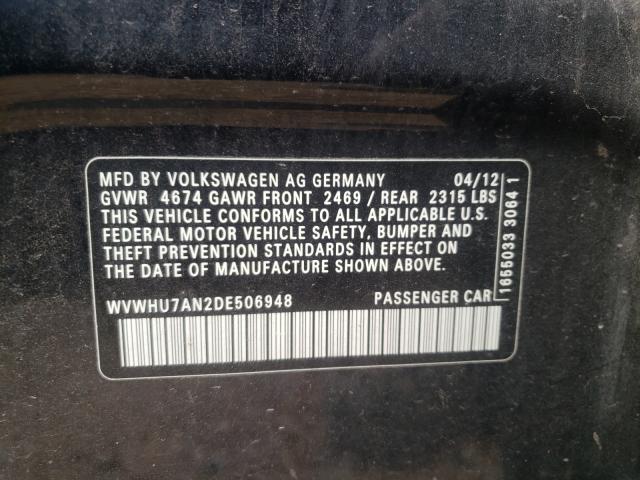 MFD BY VOLKSWAGEN AG GERMANY 04/12
GVWR 4674 GAWR FRONT 2469 / REAR 2315 LBS
THIS VEHICLE CONFORMS TO ALL APPLICABLE U.S.
FEDERAL MOTOR VEHICLE SAFETY, BUMPER AND
THEFT PREVENTION STANDARDS IN EFFECT ON
THE DATE OF MANUFACTURE SHOWN ABOVE.
WVWHU7AN2DE506948 PASSENGER CAR
1655033 3064 1